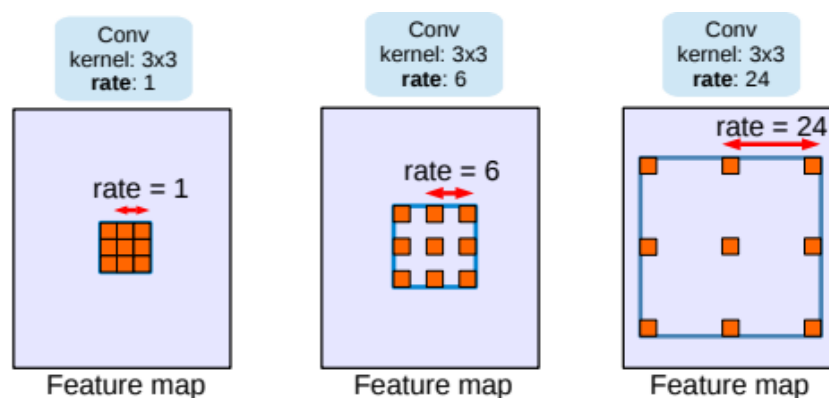 Conv
kernel: 3x3
rate: 1
Conv
kernel: 3x3
rate: 6
Conv
kernel: 3x3
rate: 24
rate = 1
rate = 6
rate = 24
Feature map
Feature map
Feature map